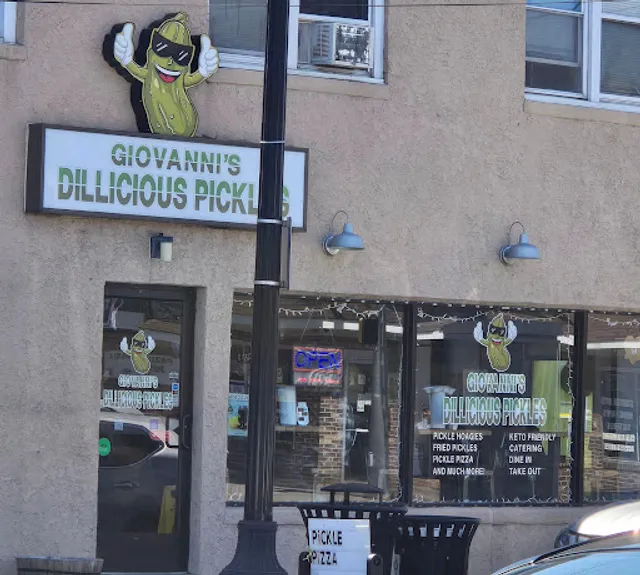 GIOVANNI'S
DILLICIOUS PICKLES
GIOVANNI'S
DILLICIOUS PICKLES
OPEN
GIOVANNI'S
DILLICIOUS PICKLES
PICKLE HOAGIES
FRIED PICKLES
PICKLE PIZZA
AND MUCH MORE!
KETO FRIENDLY
CATERING
DINE IN
TAKE OUT
PICKLE
PIZZA